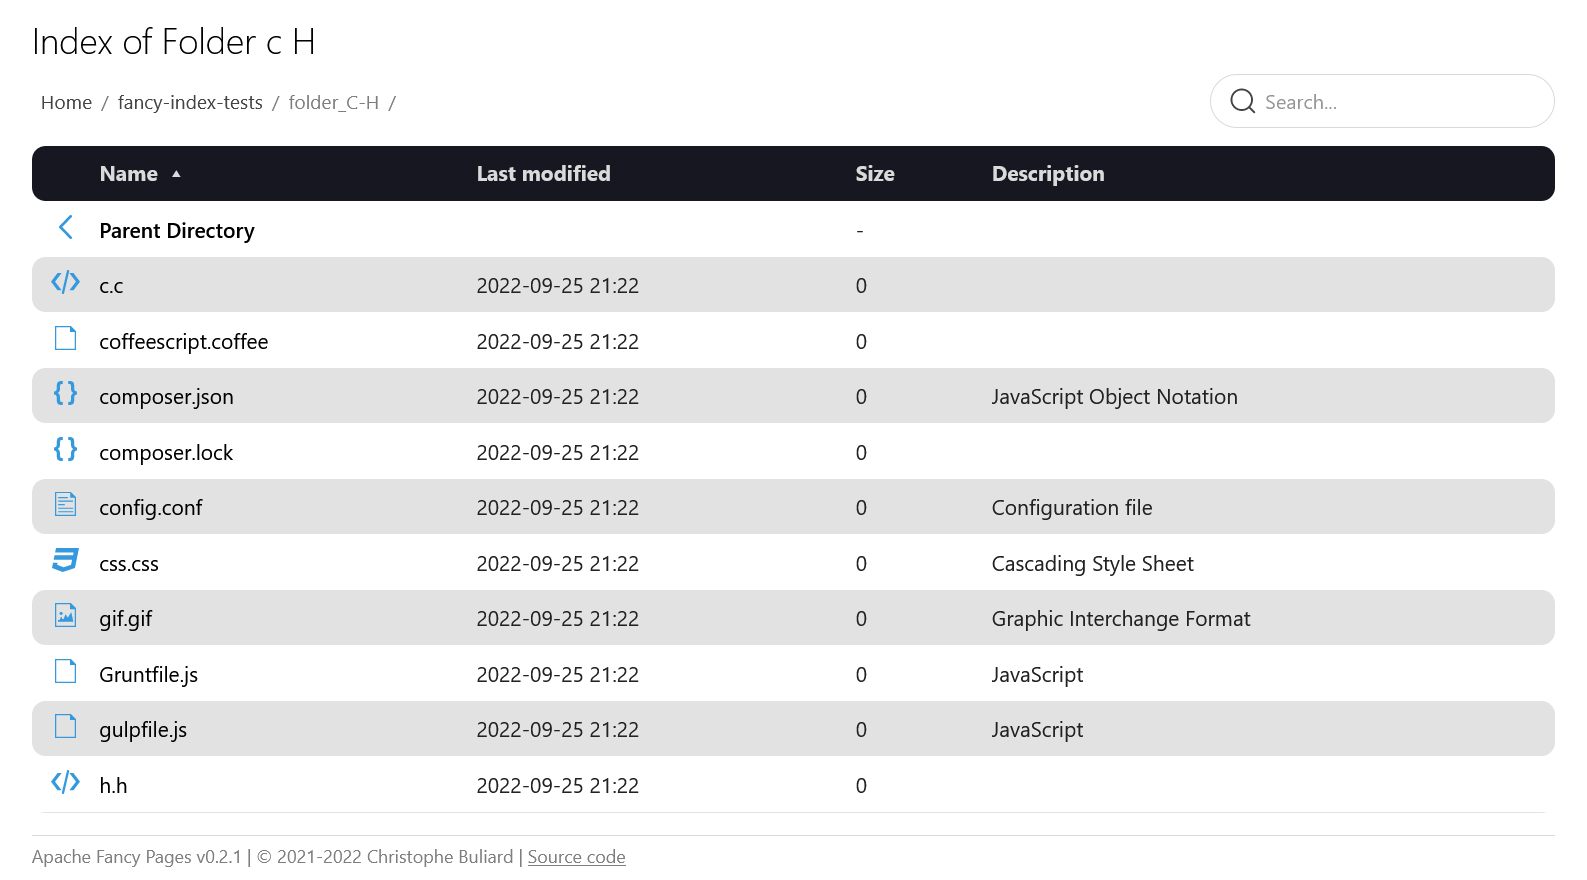 Index of Folder c H
Home / fancy-index-tests / folder_C-H /
Search...
Name ▲ Last modified Size Description
Parent Directory -
c.c 2022-09-25 21:22 0
coffeescript.coffee 2022-09-25 21:22 0
composer.json 2022-09-25 21:22 0 JavaScript Object Notation
composer.lock 2022-09-25 21:22 0
config.conf 2022-09-25 21:22 0 Configuration file
css.css 2022-09-25 21:22 0 Cascading Style Sheet
gif.gif 2022-09-25 21:22 0 Graphic Interchange Format
Gruntfile.js 2022-09-25 21:22 0 JavaScript
gulpfile.js 2022-09-25 21:22 0 JavaScript
h.h 2022-09-25 21:22 0
Apache Fancy Pages v0.2.1 | © 2021-2022 Christophe Buliard | Source code